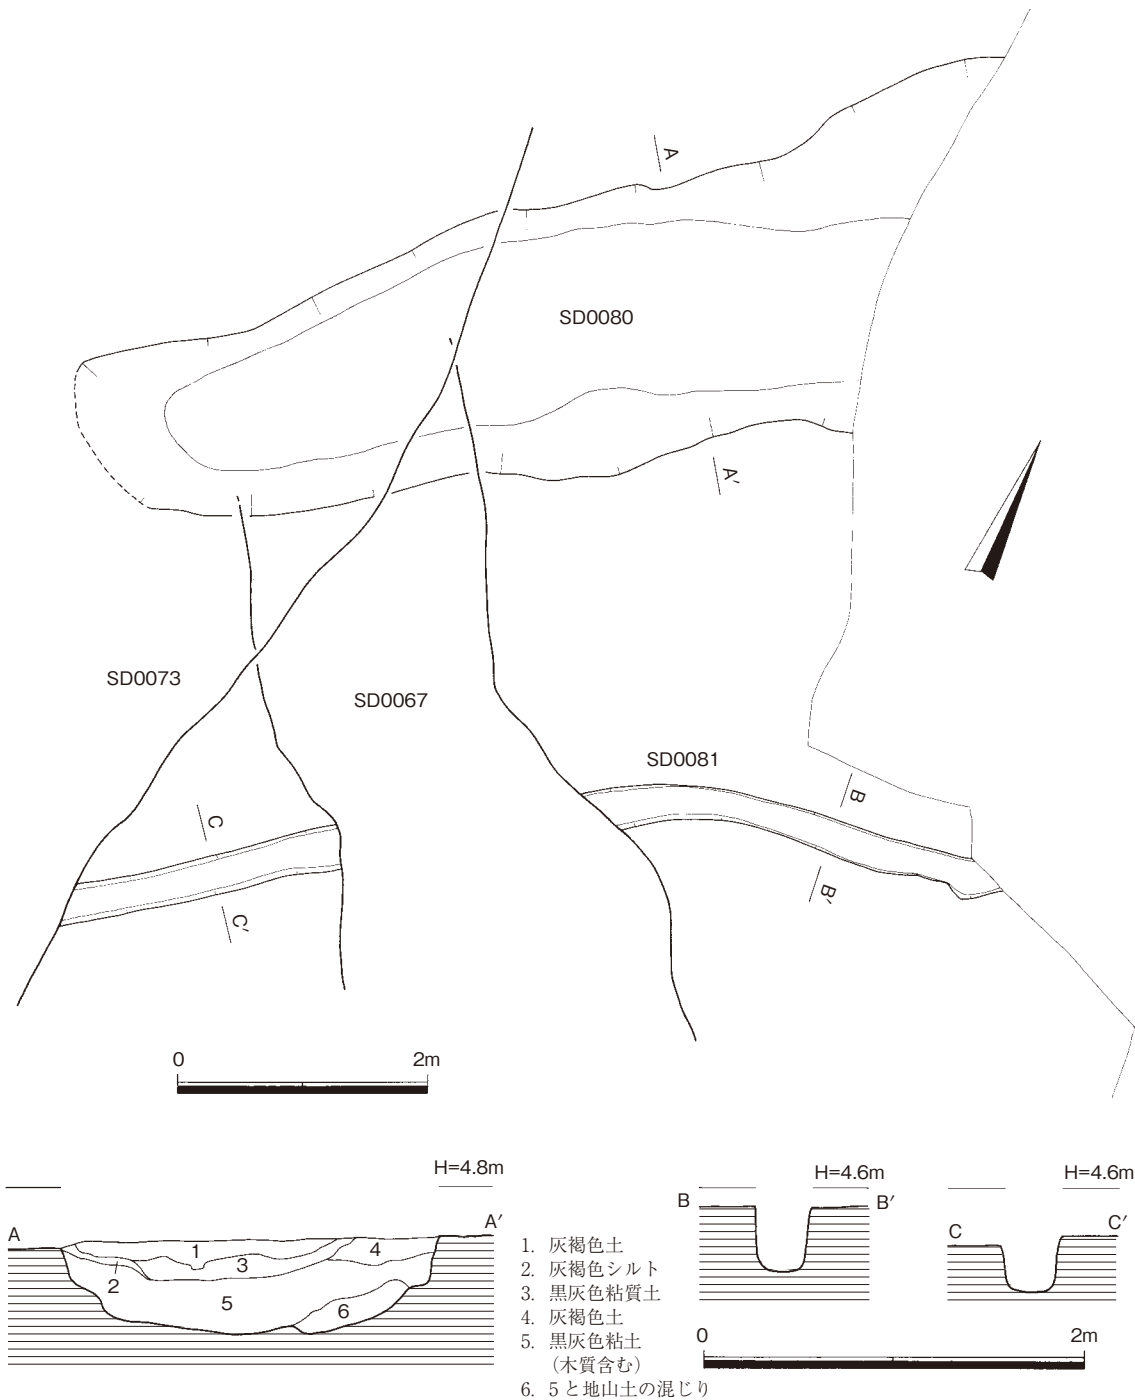 A
SD0080
A′
SD0073
SD0067
SD0081
B
C
B′
C′
0 2m
H=4.8m
A A′
1
2
3
4
5
6
1. 灰褐色土
2. 灰褐色シルト
3. 黒灰色粘質土
4. 灰褐色土
5. 黒灰色粘土
(木質含む)
6. 5と地山土の混じり
H=4.6m
B B′
H=4.6m
C C′
0 2m